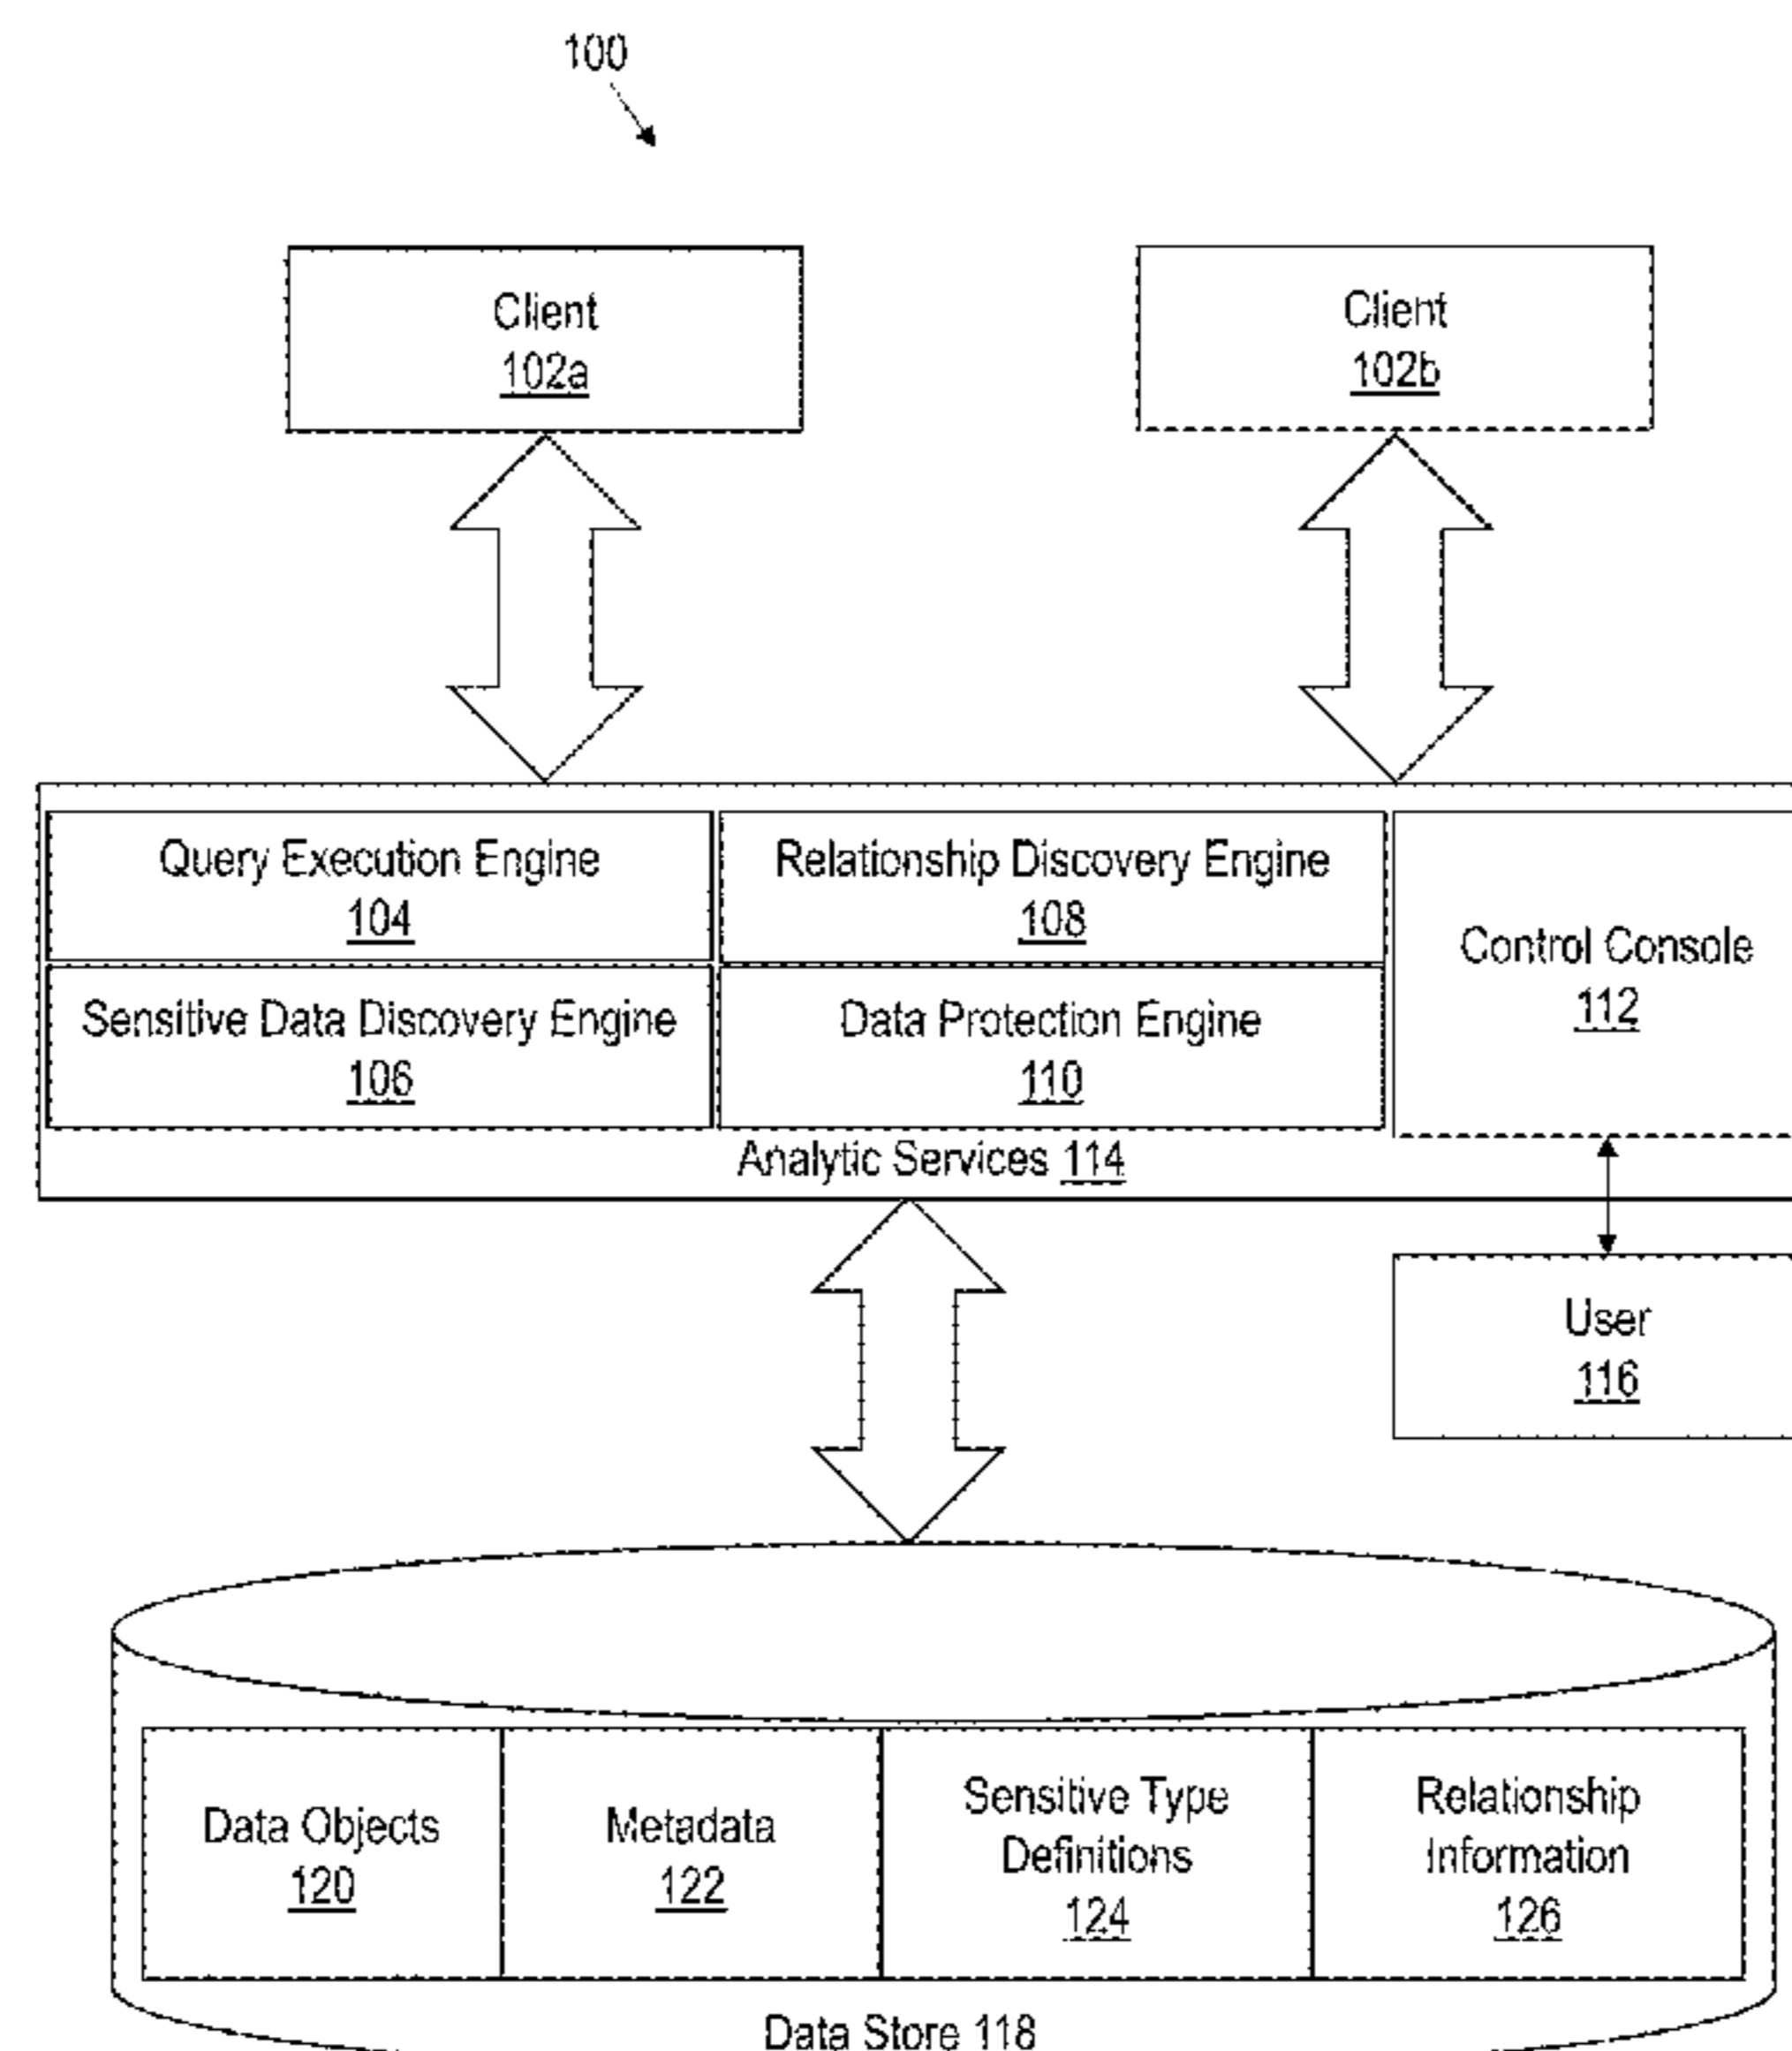 100
Client
102a
Client
102b
Query Execution Engine
104
Relationship Discovery Engine
108
Control Console
112
Sensitive Data Discovery Engine
106
Data Protection Engine
110
Analytic Services 114
User
116
Data Objects
120
Metadata
122
Sensitive Type
Definitions
124
Relationship
Information
126
Data Store 118